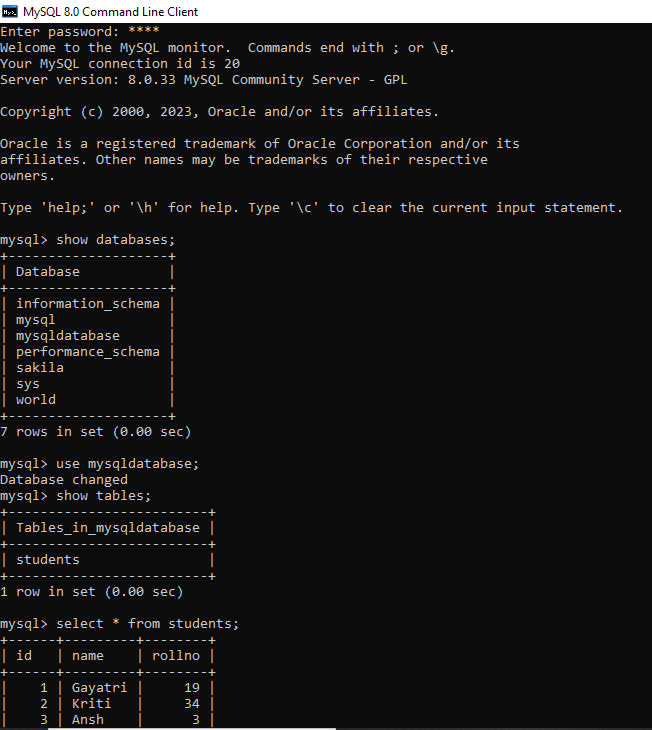 MySQL 8.0 Command Line Client
Enter password: ****
Welcome to the MySQL monitor.  Commands end with ; or \g.
Your MySQL connection id is 20
Server version: 8.0.33 MySQL Community Server - GPL

Copyright (c) 2000, 2023, Oracle and/or its affiliates.

Oracle is a registered trademark of Oracle Corporation and/or its
affiliates. Other names may be trademarks of their respective
owners.

Type 'help;' or '\h' for help. Type '\c' to clear the current input statement.

mysql> show databases;
+--------------------+
| Database           |
+--------------------+
| information_schema |
| mysql              |
| mysqldatabase      |
| performance_schema |
| sakila             |
| sys                |
| world              |
+--------------------+
7 rows in set (0.00 sec)

mysql> use mysqldatabase;
Database changed
mysql> show tables;
+-------------------------+
| Tables_in_mysqldatabase |
+-------------------------+
| students                |
+-------------------------+
1 row in set (0.00 sec)

mysql> select * from students;
+------+---------+--------+
| id   | name    | rollno |
+------+---------+--------+
|    1 | Gayatri |     19 |
|    2 | Kriti   |     34 |
|    3 | Ansh    |      3 |